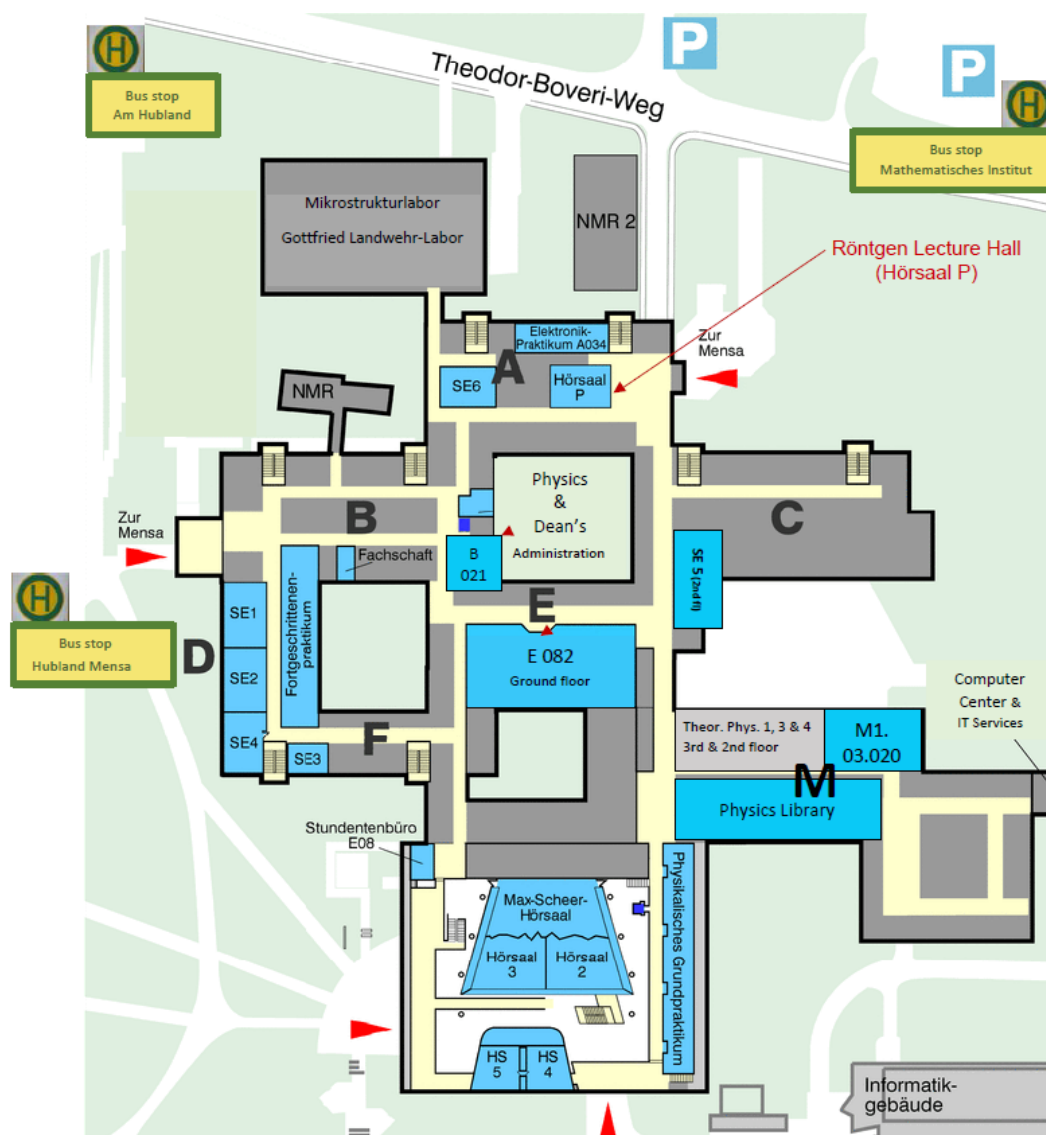 H
Bus stop
Am Hubland
Theodor-Boveri-Weg
P
P
H
Bus stop
Mathematisches Institut
Mikrostrukturlabor
Gottfried Landwehr-Labor
NMR 2
Röntgen Lecture Hall
(Hörsaal P)
Elektronik-
Praktikum A034
Zur
Mensa
A
SE6
Hörsaal
P
NMR
Physics
&
Dean's
Administration
B
C
Zur
Mensa
Fachschaft
B
021
SE 5 (2nd fl)
H
Bus stop
Hubland Mensa
SE1
SE2
SE4
D
Fortgeschrittenen-
praktikum
E
E 082
Ground floor
F
SE3
Computer
Center &
IT Services
Theor. Phys. 1, 3 & 4
3rd & 2nd floor
M1.
03.020
M
Physics Library
Stundentenbüro
E08
Max-Scheer-
Hörsaal
Hörsaal
3
Hörsaal
2
Physikalisches Grundpraktikum
HS
5
HS
4
Informatik-
gebäude